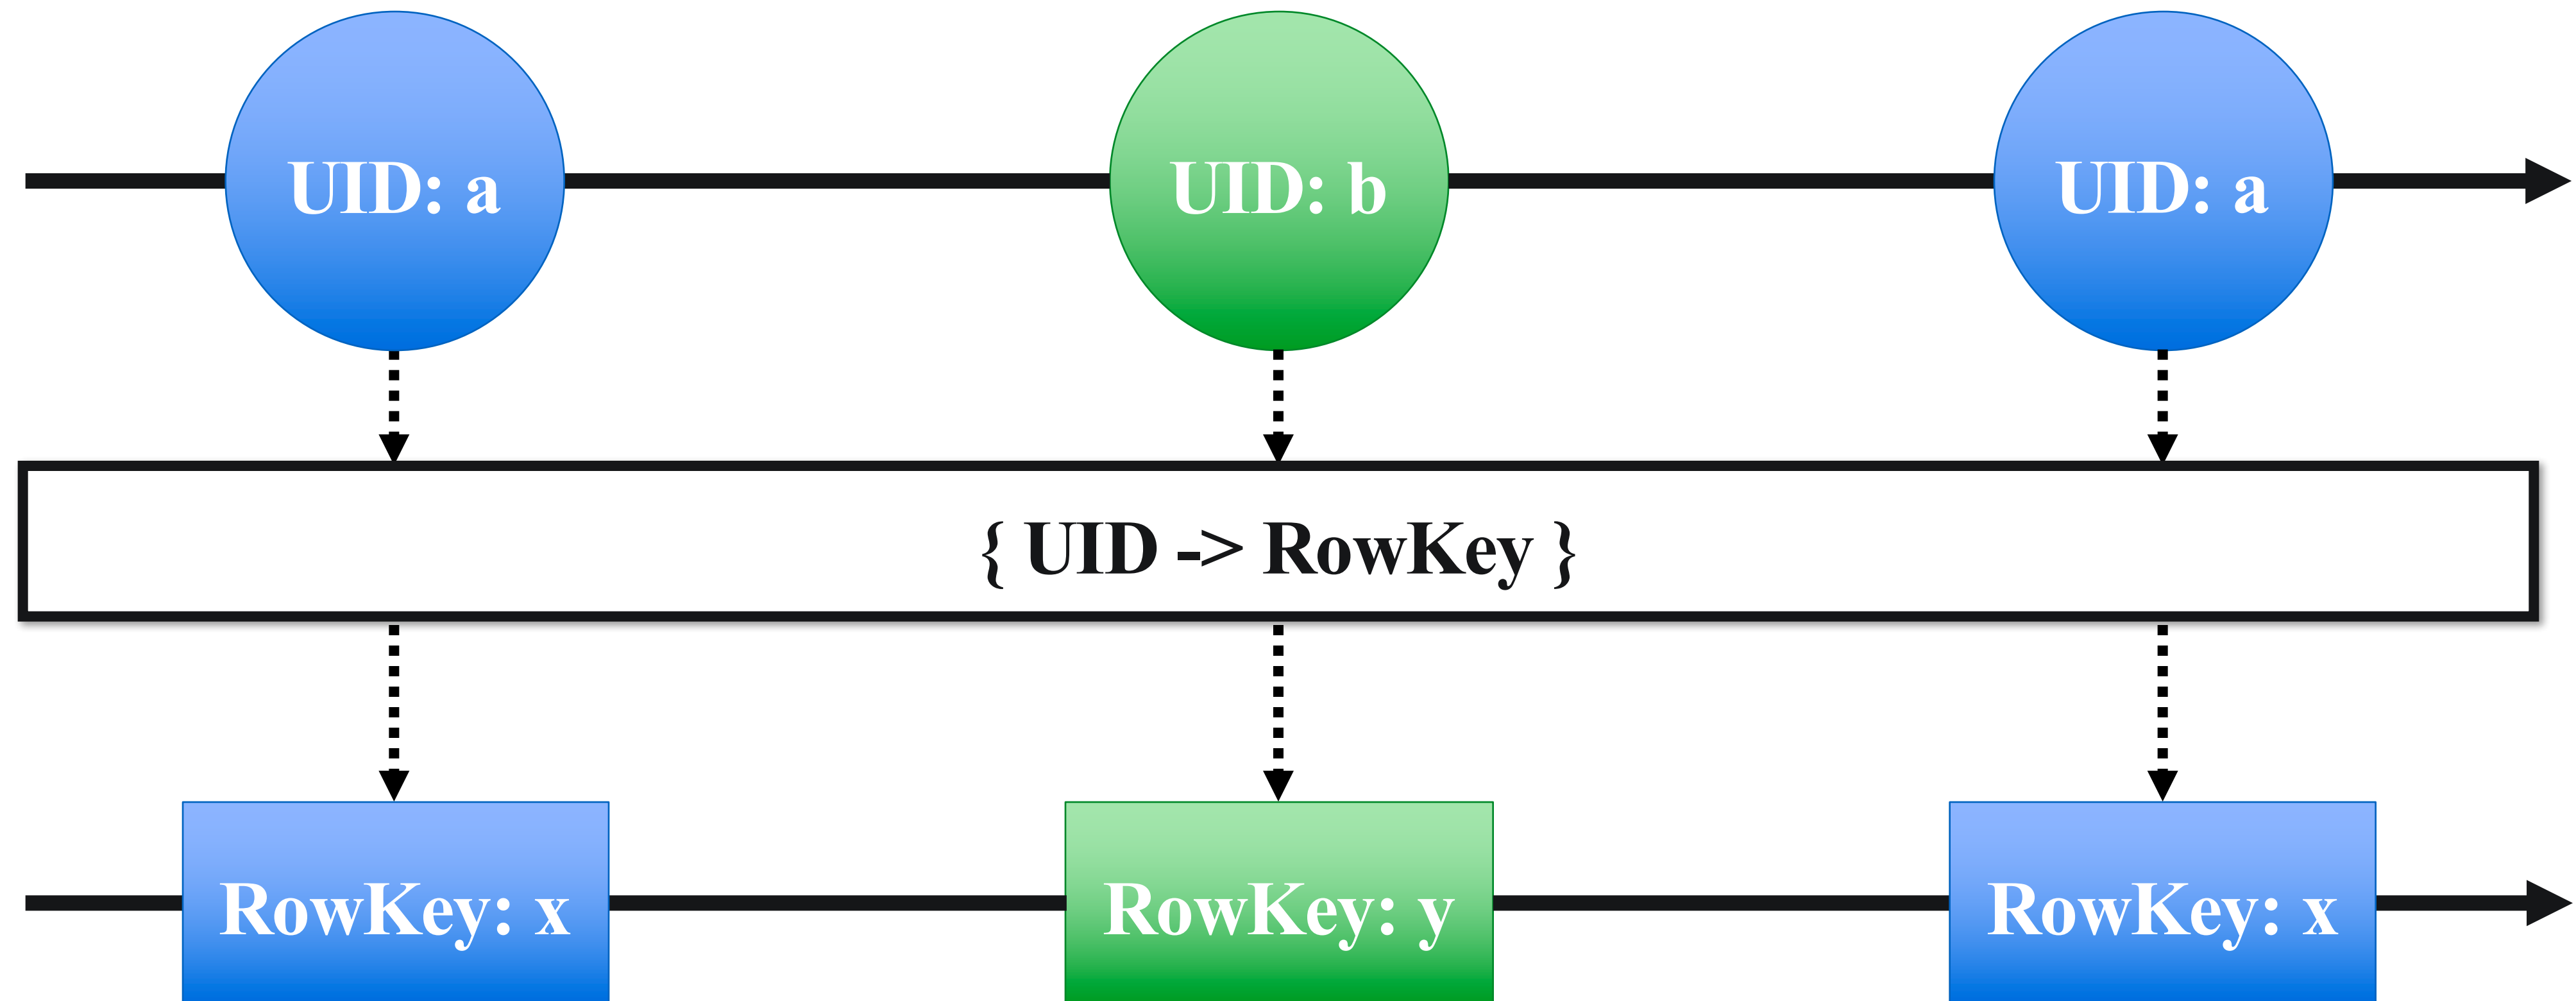 UID: a
UID: b
UID: a
{ UID -> RowKey }
RowKey: x
RowKey: y
RowKey: x